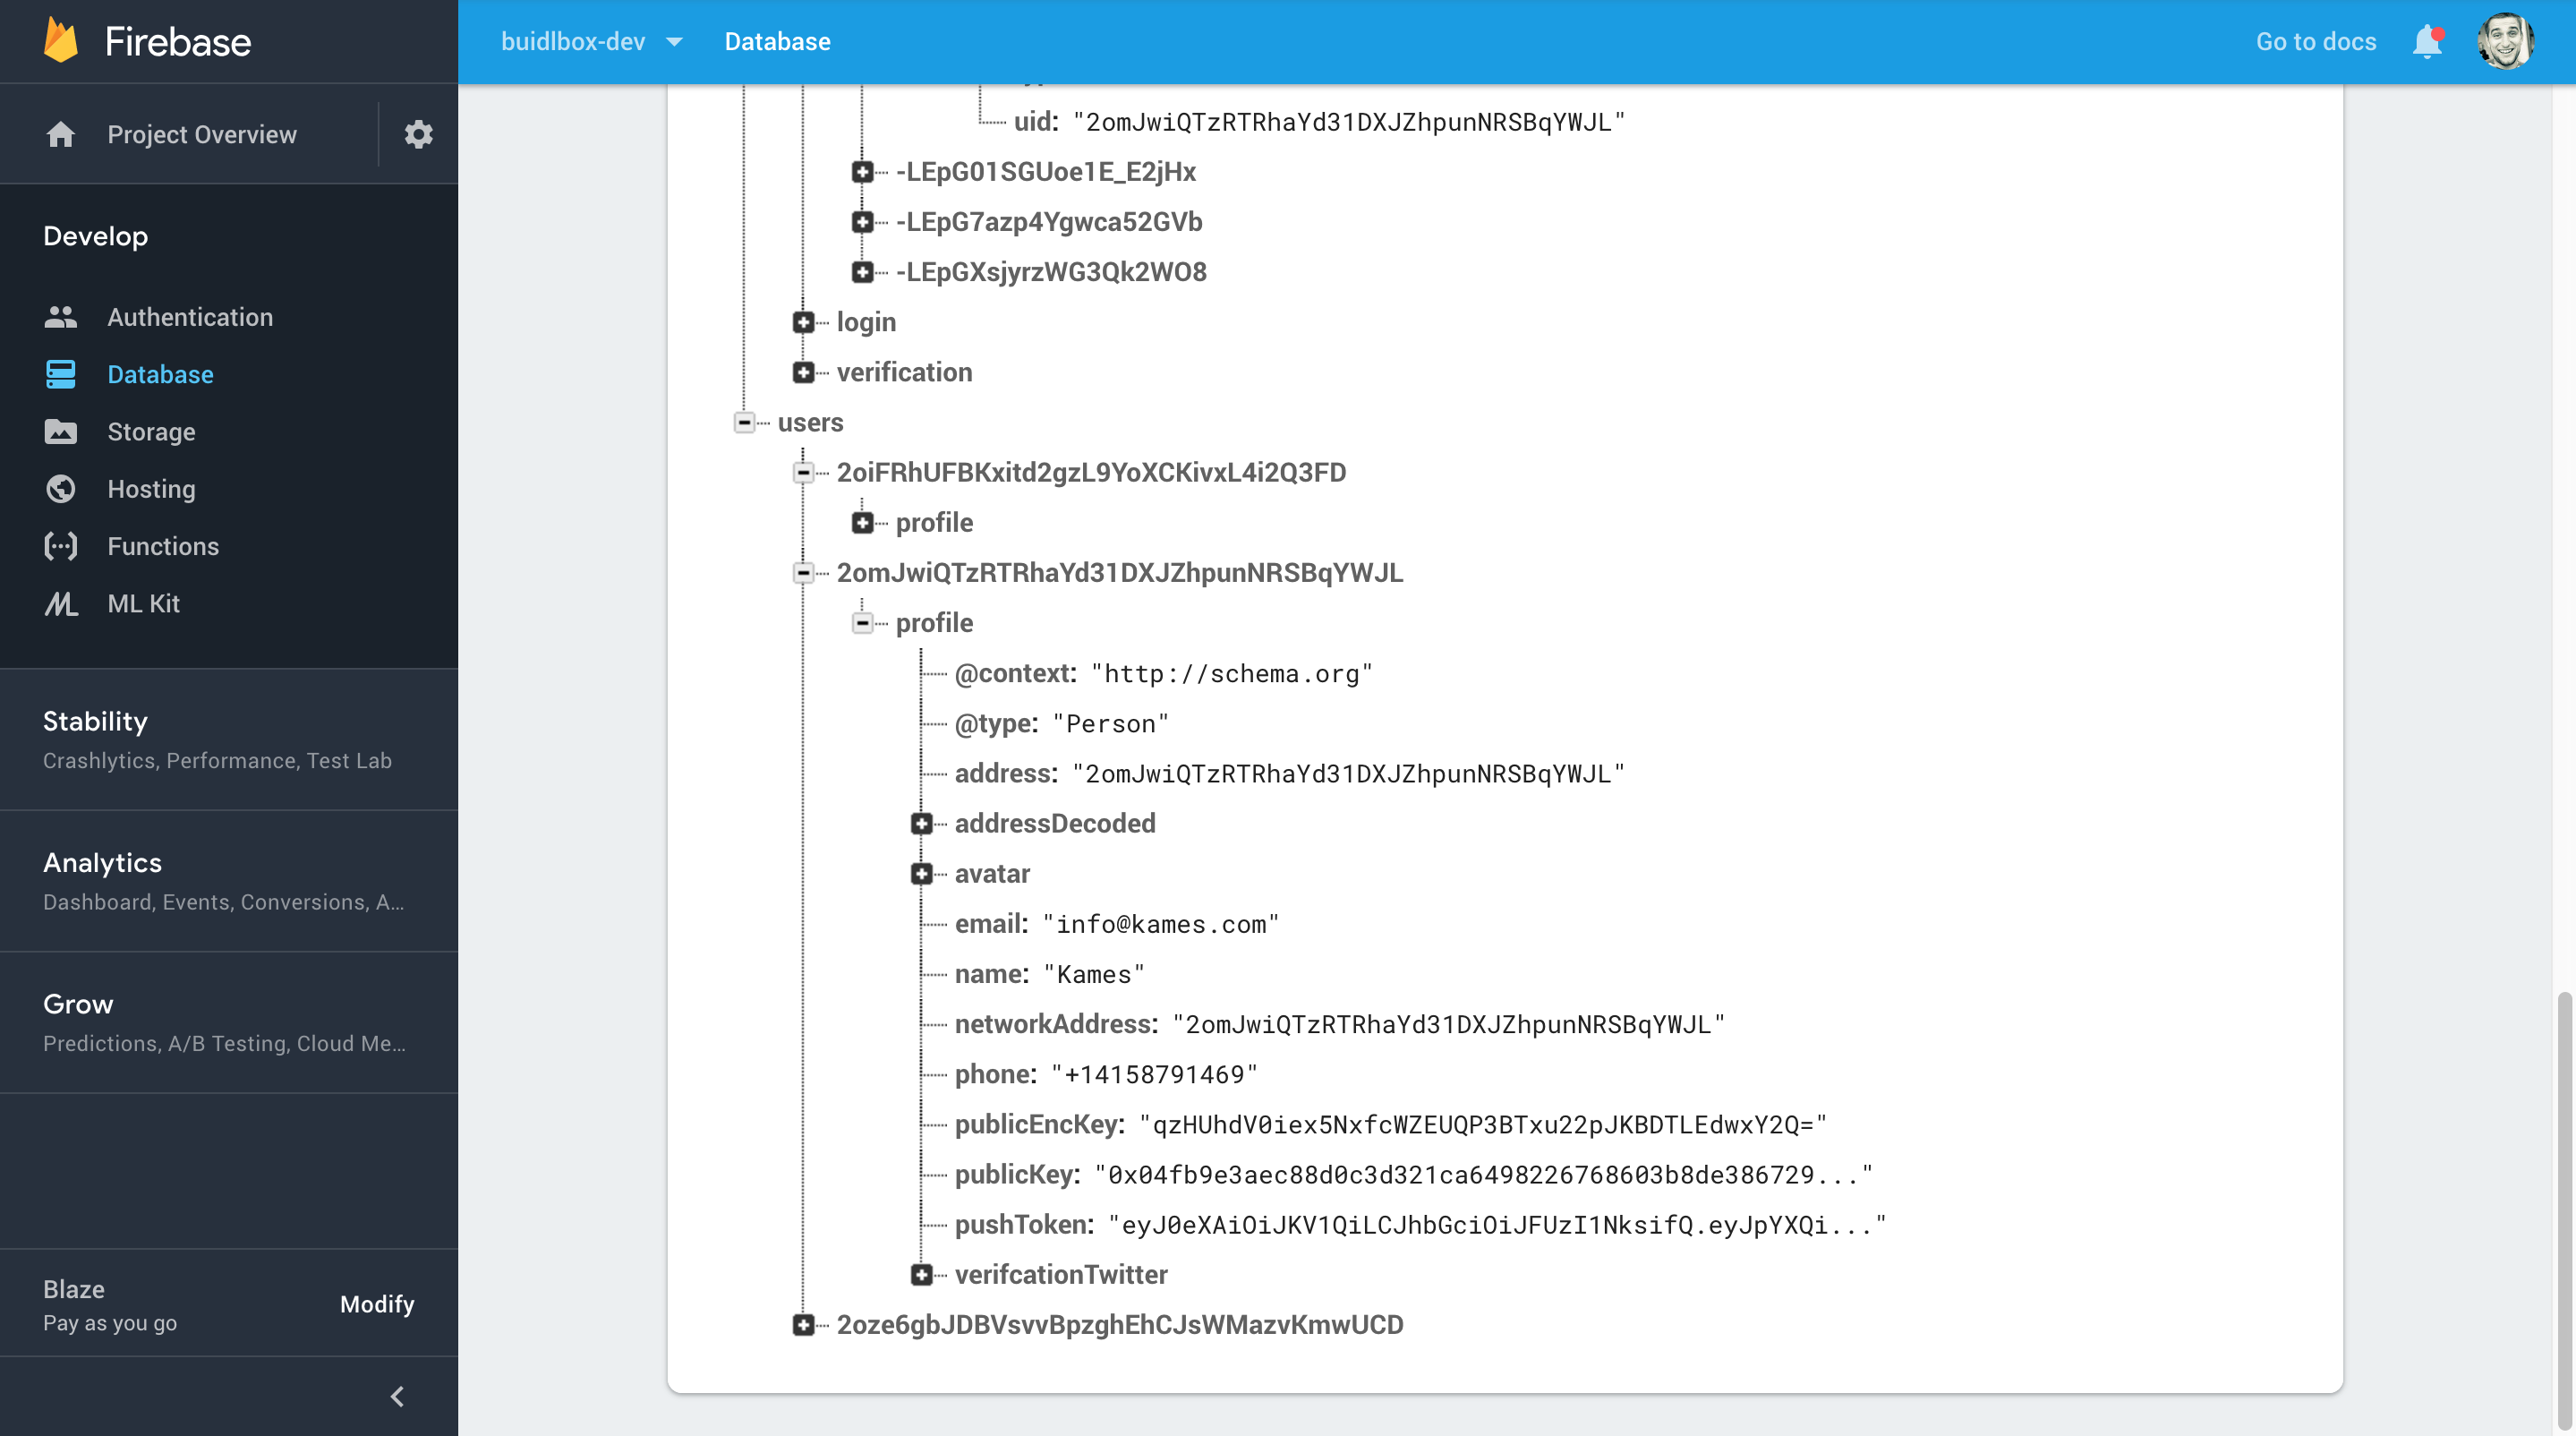 Firebase
buidlbox-dev
Database
Go to docs
Project Overview
Develop
Authentication
Database
Storage
Hosting
Functions
ML Kit
Stability
Crashlytics, Performance, Test Lab
Analytics
Dashboard, Events, Conversions, A...
Grow
Predictions, A/B Testing, Cloud Me...
Blaze
Pay as you go
Modify
uid: "2omJwiQTzRTRhaYd31DXJZhpunNRSBqYWJL"
-LEpG01SGUoe1E_E2jHx
-LEpG7azp4Ygwca52GVb
-LEpGXsjyrzWG3Qk2WO8
login
verification
users
2oiFRhUFBKxitd2gzL9YoXCKivxL4i2Q3FD
profile
2omJwiQTzRTRhaYd31DXJZhpunNRSBqYWJL
profile
@context: "http://schema.org"
@type: "Person"
address: "2omJwiQTzRTRhaYd31DXJZhpunNRSBqYWJL"
addressDecoded
avatar
email: "info@kames.com"
name: "Kames"
networkAddress: "2omJwiQTzRTRhaYd31DXJZhpunNRSBqYWJL"
phone: "+14158791469"
publicEncKey: "qzHUhdV0iex5NxfcWZEUQP3BTxu22pJKBDTLEdwxY2Q="
publicKey: "0x04fb9e3aec88d0c3d321ca6498226768603b8de386729..."
pushToken: "eyJ0eXAiOiJKV1QiLCJhbGciOiJFUzI1NksifQ.eyJpYXQi..."
verifcationTwitter
2oze6gbJDBVsvvBpzghEhCJsWMazvKmwUCD